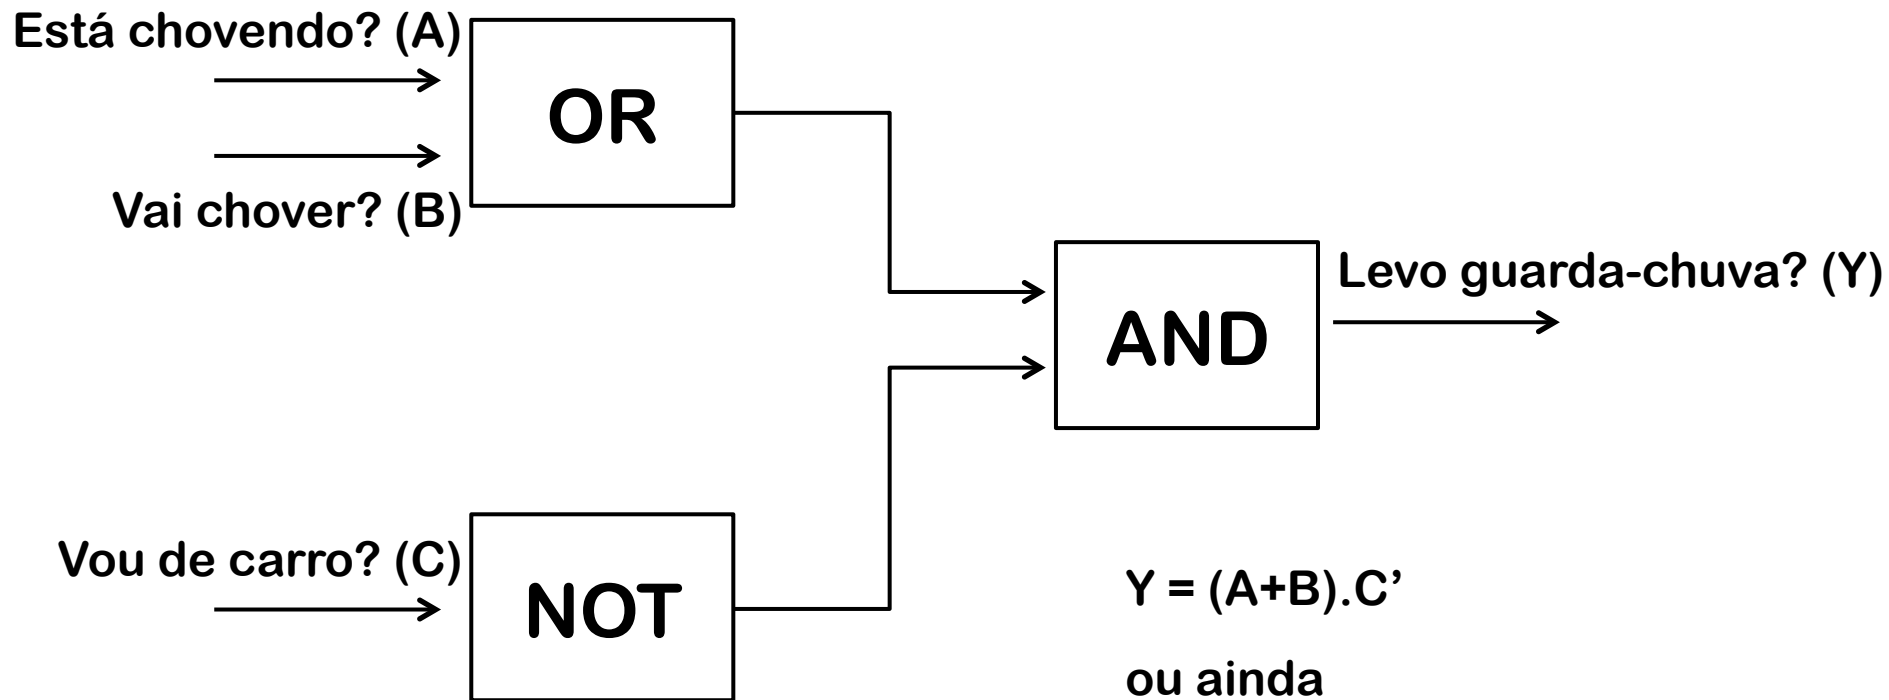 Está chovendo? (A)
OR
Vai chover? (B)
Levo guarda-chuva? (Y)
AND
Vou de carro? (C)
NOT
Y = (A+B).C’
ou ainda